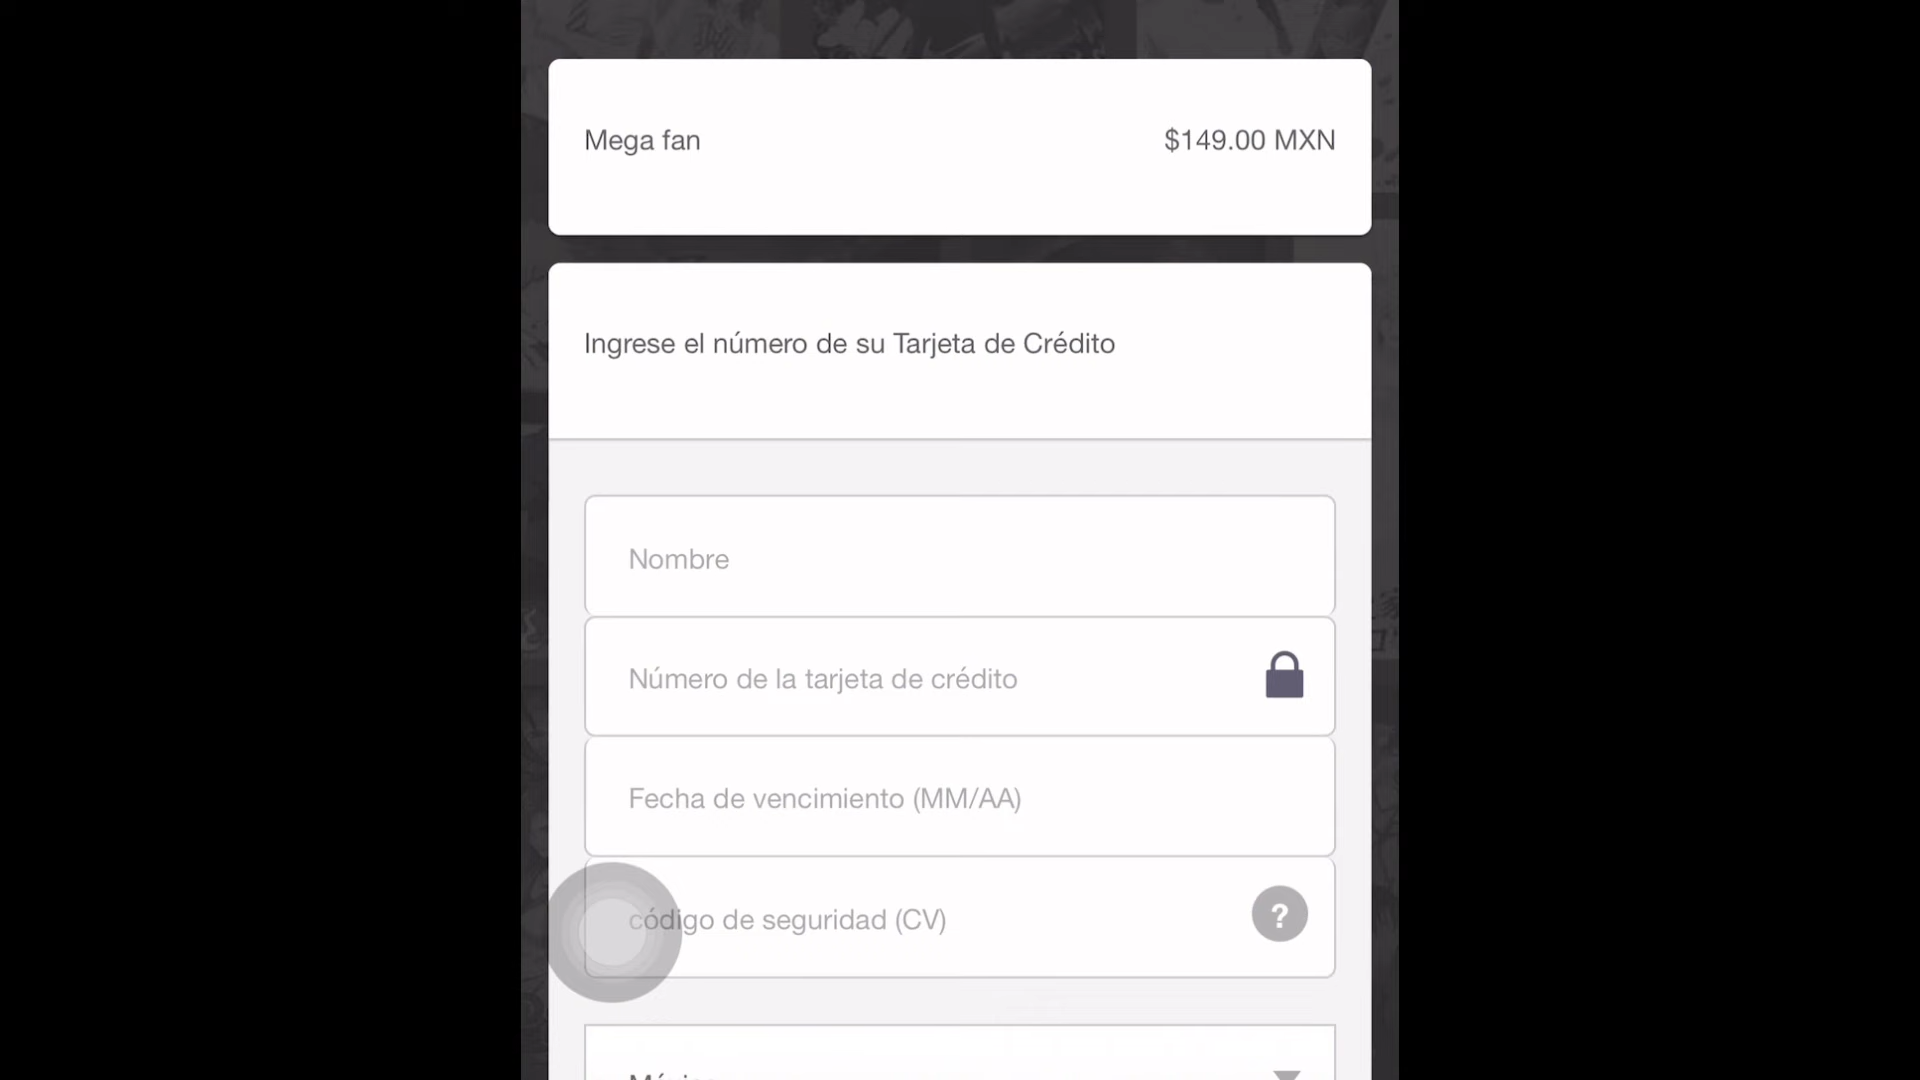 Mega fan
$149.00 MXN
Ingrese el número de su Tarjeta de Crédito
Nombre
Número de la tarjeta de crédito
Fecha de vencimiento (MM/AA)
código de seguridad (CV)
?